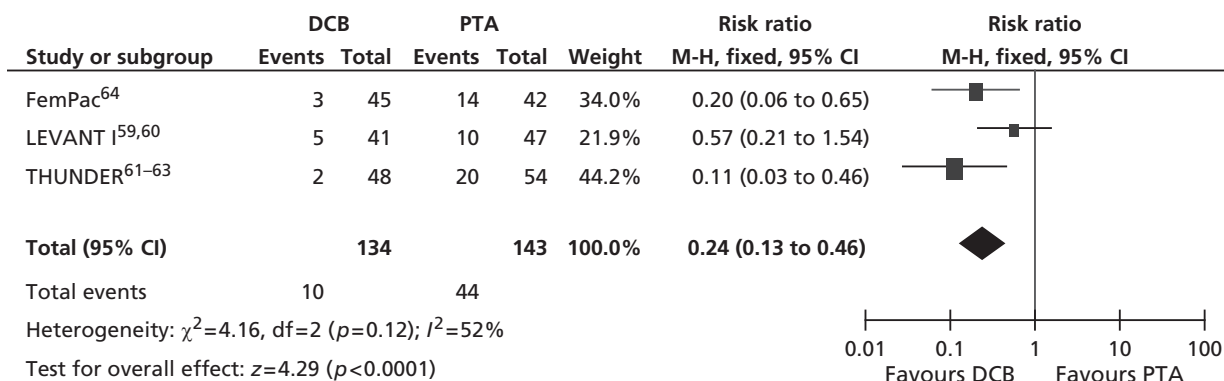 DCB PTA Risk ratio Risk ratio
Study or subgroup Events Total Events Total Weight M-H, fixed, 95% CI M-H, fixed, 95% CI
FemPac64 3 45 14 42 34.0% 0.20 (0.06 to 0.65)
LEVANT I59,60 5 41 10 47 21.9% 0.57 (0.21 to 1.54)
THUNDER61–63 2 48 20 54 44.2% 0.11 (0.03 to 0.46)
Total (95% CI) 134 143 100.0% 0.24 (0.13 to 0.46)
Total events 10 44
Heterogeneity: χ2=4.16, df=2 (p=0.12); I2=52%
Test for overall effect: z=4.29 (p<0.0001)
0.01 0.1 1 10 100
Favours DCB Favours PTA